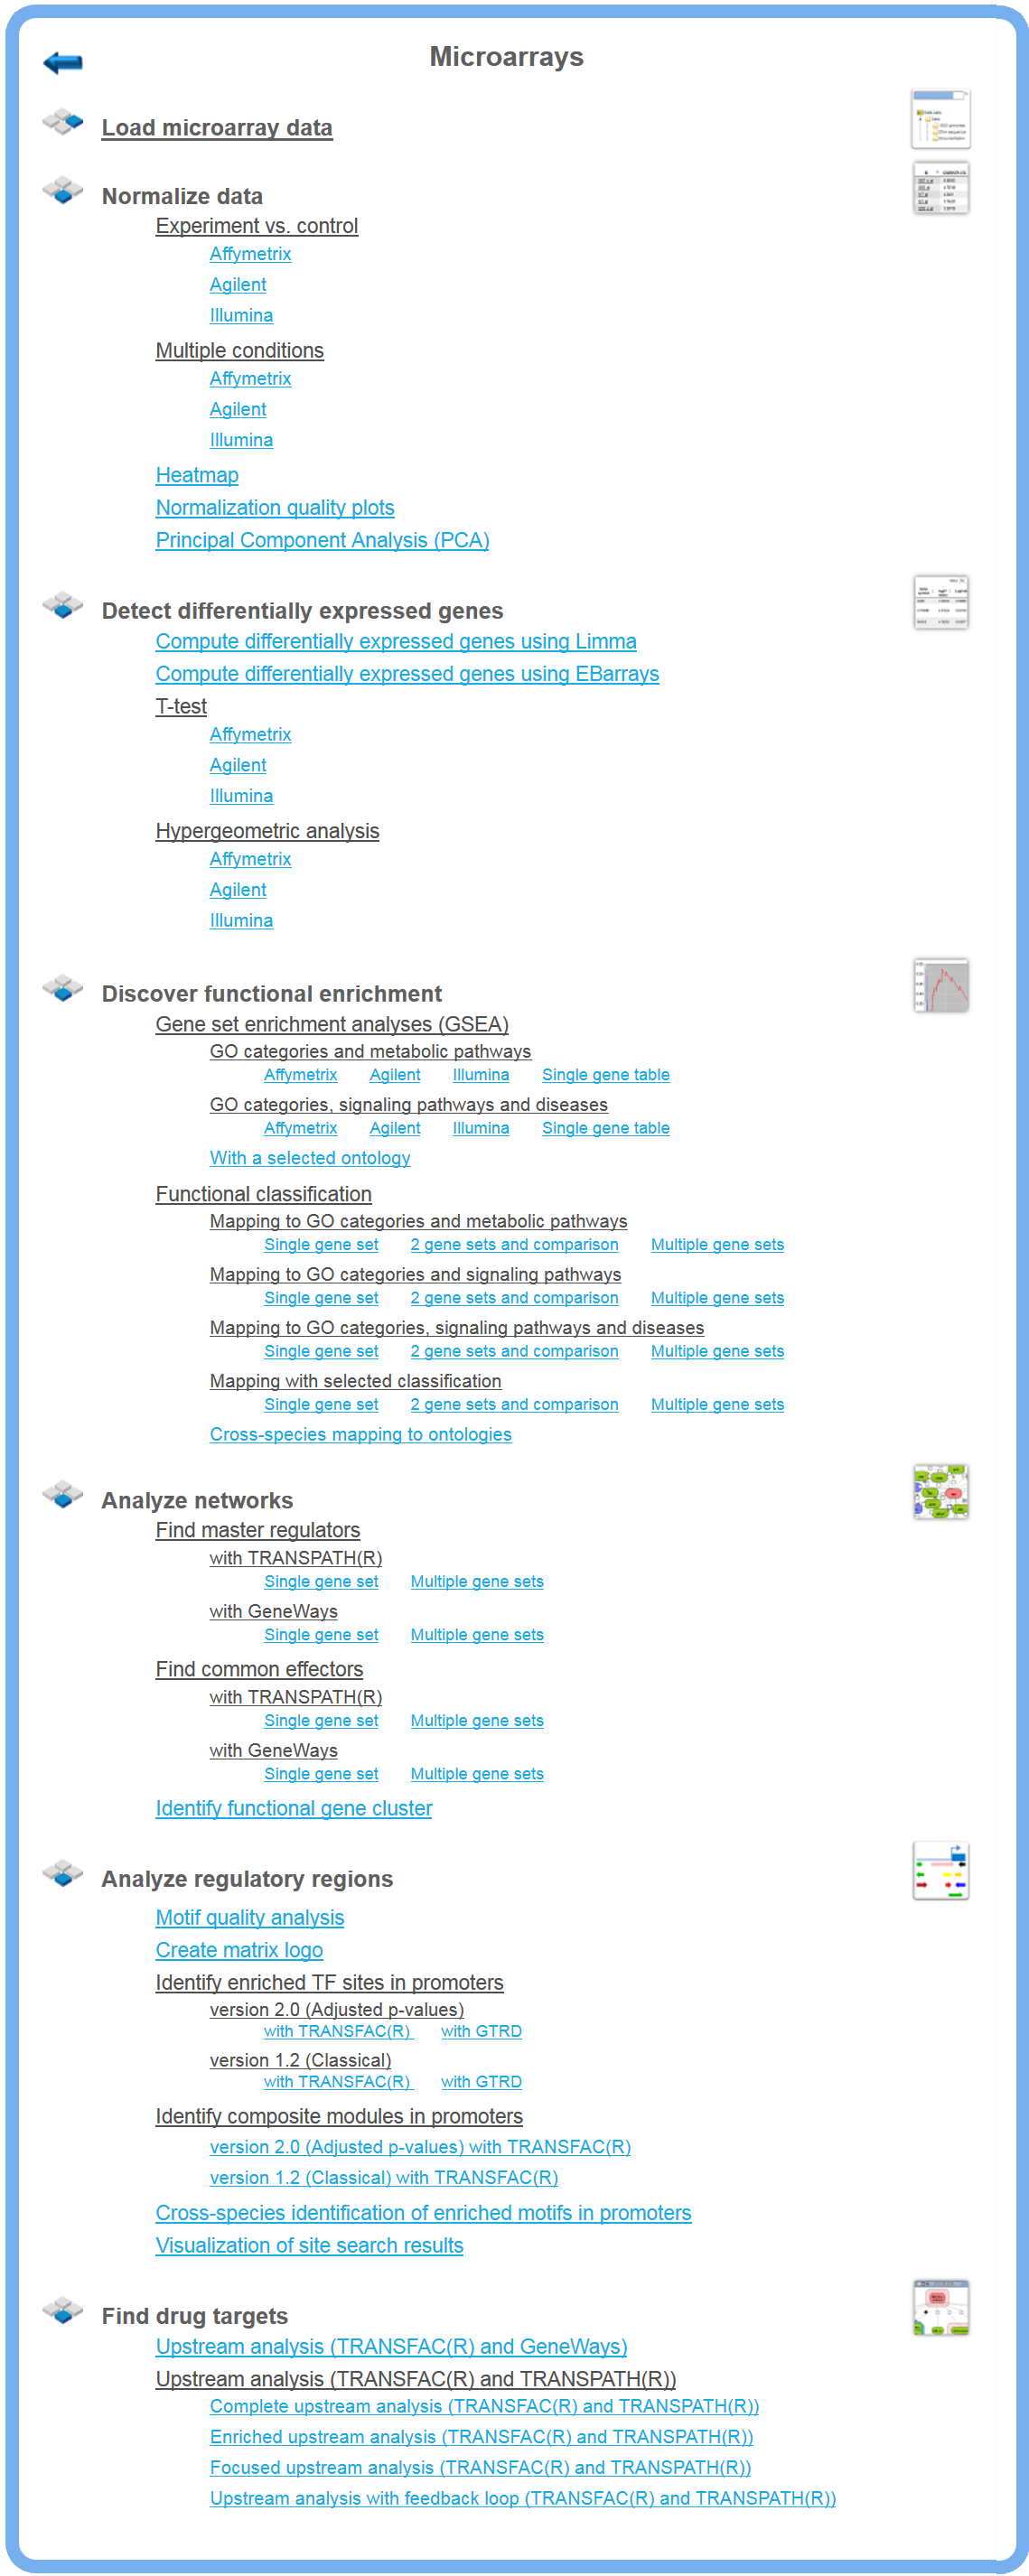 Microarrays
Load microarray data
Normalize data
Experiment vs. control
Affymetrix
Agilent
Illumina
Multiple conditions
Affymetrix
Agilent
Illumina
Heatmap
Normalization quality plots
Principal Component Analysis (PCA)
Detect differentially expressed genes
Compute differentially expressed genes using Limma
Compute differentially expressed genes using EBarrays
T-test
Affymetrix
Agilent
Illumina
Hypergeometric analysis
Affymetrix
Agilent
Illumina
Discover functional enrichment
Gene set enrichment analyses (GSEA)
GO categories and metabolic pathways
Affymetrix Agilent Illumina Single gene table
GO categories, signaling pathways and diseases
Affymetrix Agilent Illumina Single gene table
With a selected ontology
Functional classification
Mapping to GO categories and metabolic pathways
Single gene set 2 gene sets and comparison Multiple gene sets
Mapping to GO categories and signaling pathways
Single gene set 2 gene sets and comparison Multiple gene sets
Mapping to GO categories, signaling pathways and diseases
Single gene set 2 gene sets and comparison Multiple gene sets
Mapping with selected classification
Single gene set 2 gene sets and comparison Multiple gene sets
Cross-species mapping to ontologies
Analyze networks
Find master regulators
with TRANSPATH(R)
Single gene set Multiple gene sets
with GeneWays
Single gene set Multiple gene sets
Find common effectors
with TRANSPATH(R)
Single gene set Multiple gene sets
with GeneWays
Single gene set Multiple gene sets
Identify functional gene cluster
Analyze regulatory regions
Motif quality analysis
Create matrix logo
Identify enriched TF sites in promoters
version 2.0 (Adjusted p-values)
with TRANSFAC(R) with GTRD
version 1.2 (Classical)
with TRANSFAC(R) with GTRD
Identify composite modules in promoters
version 2.0 (Adjusted p-values) with TRANSFAC(R)
version 1.2 (Classical) with TRANSFAC(R)
Cross-species identification of enriched motifs in promoters
Visualization of site search results
Find drug targets
Upstream analysis (TRANSFAC(R) and GeneWays)
Upstream analysis (TRANSFAC(R) and TRANSPATH(R))
Complete upstream analysis (TRANSFAC(R) and TRANSPATH(R))
Enriched upstream analysis (TRANSFAC(R) and TRANSPATH(R))
Focused upstream analysis (TRANSFAC(R) and TRANSPATH(R))
Upstream analysis with feedback loop (TRANSFAC(R) and TRANSPATH(R))